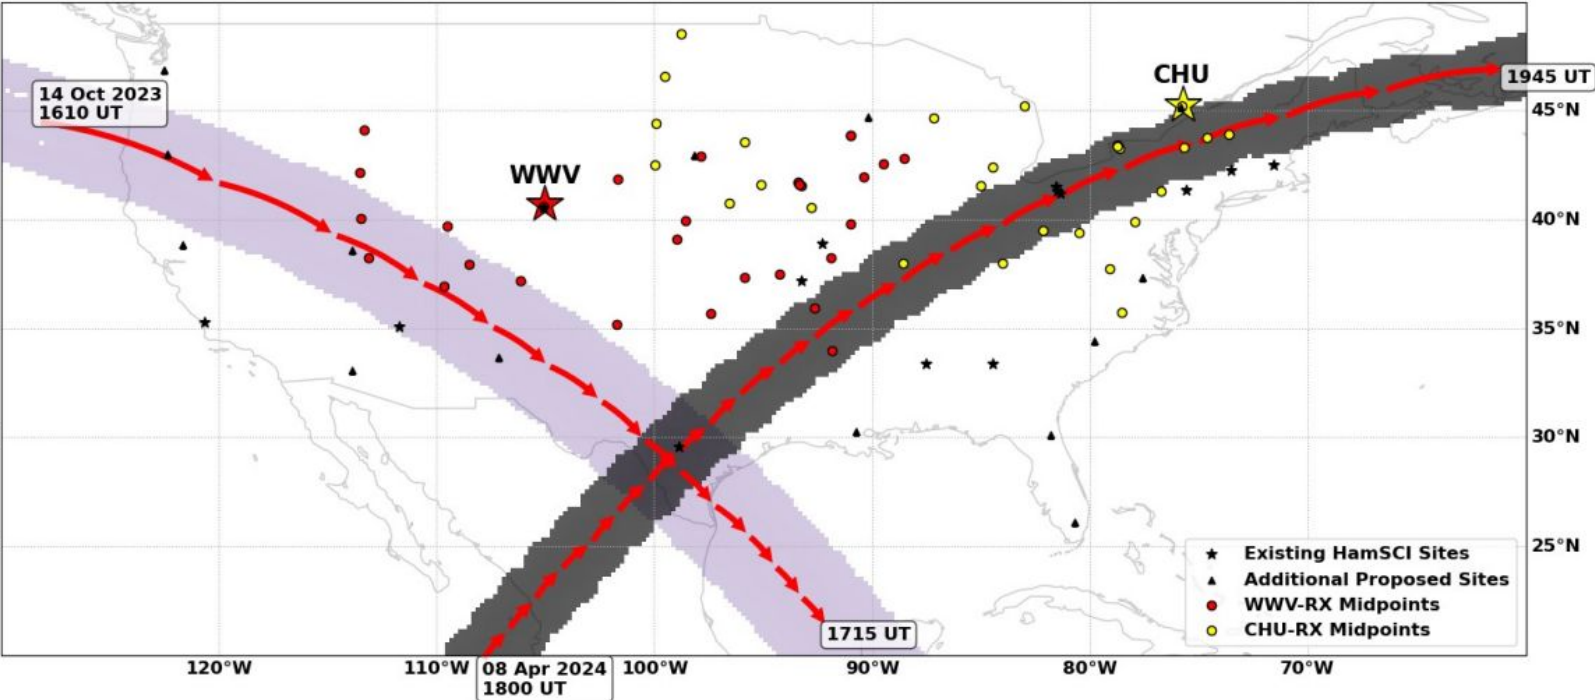 CHU
1945 UT
14 Oct 2023
1610 UT
45°N
WWV
40°N
35°N
30°N
25°N
Existing HamSCI Sites
Additional Proposed Sites
WWV-RX Midpoints
CHU-RX Midpoints
1715 UT
120°W
110°W
08 Apr 2024
1800 UT
100°W
90°W
80°W
70°W